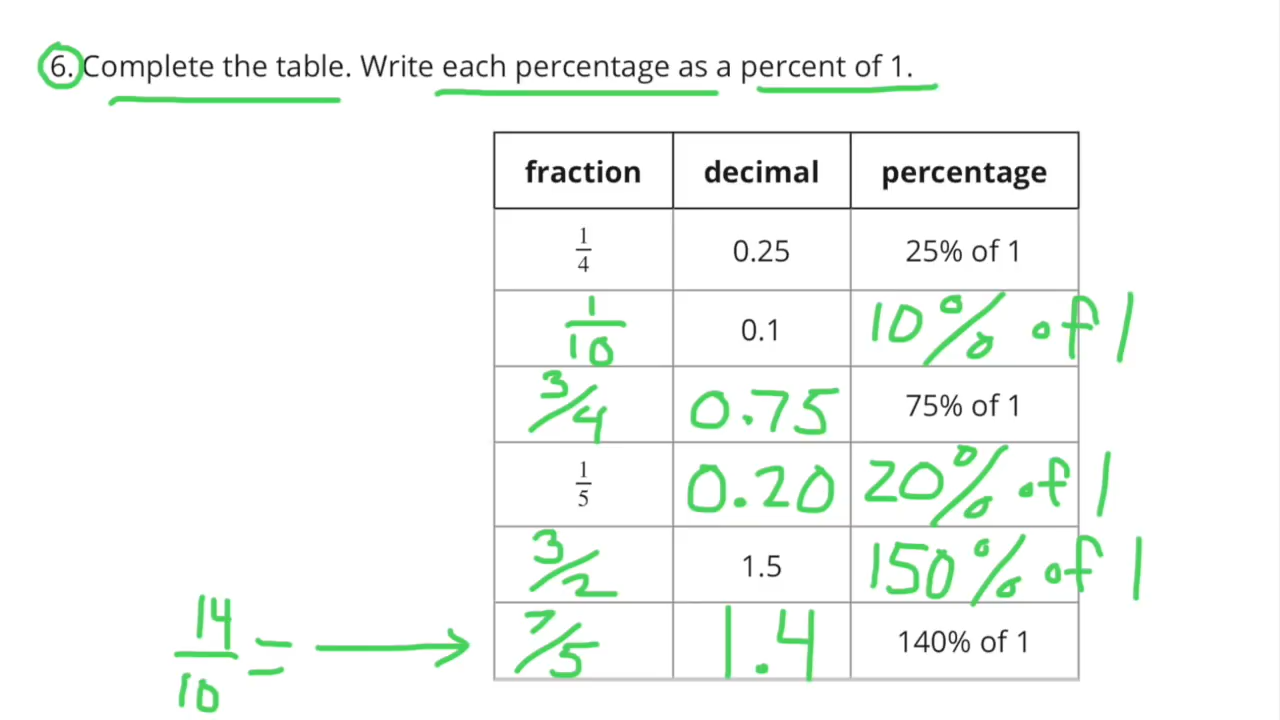 6. Complete the table. Write each percentage as a percent of 1.
fraction decimal percentage
1/4 0.25 25% of 1
1/10 0.1 10% of 1
3/4 0.75 75% of 1
1/5 0.20 20% of 1
3/2 1.5 150% of 1
14/10 = 7/5 1.4 140% of 1